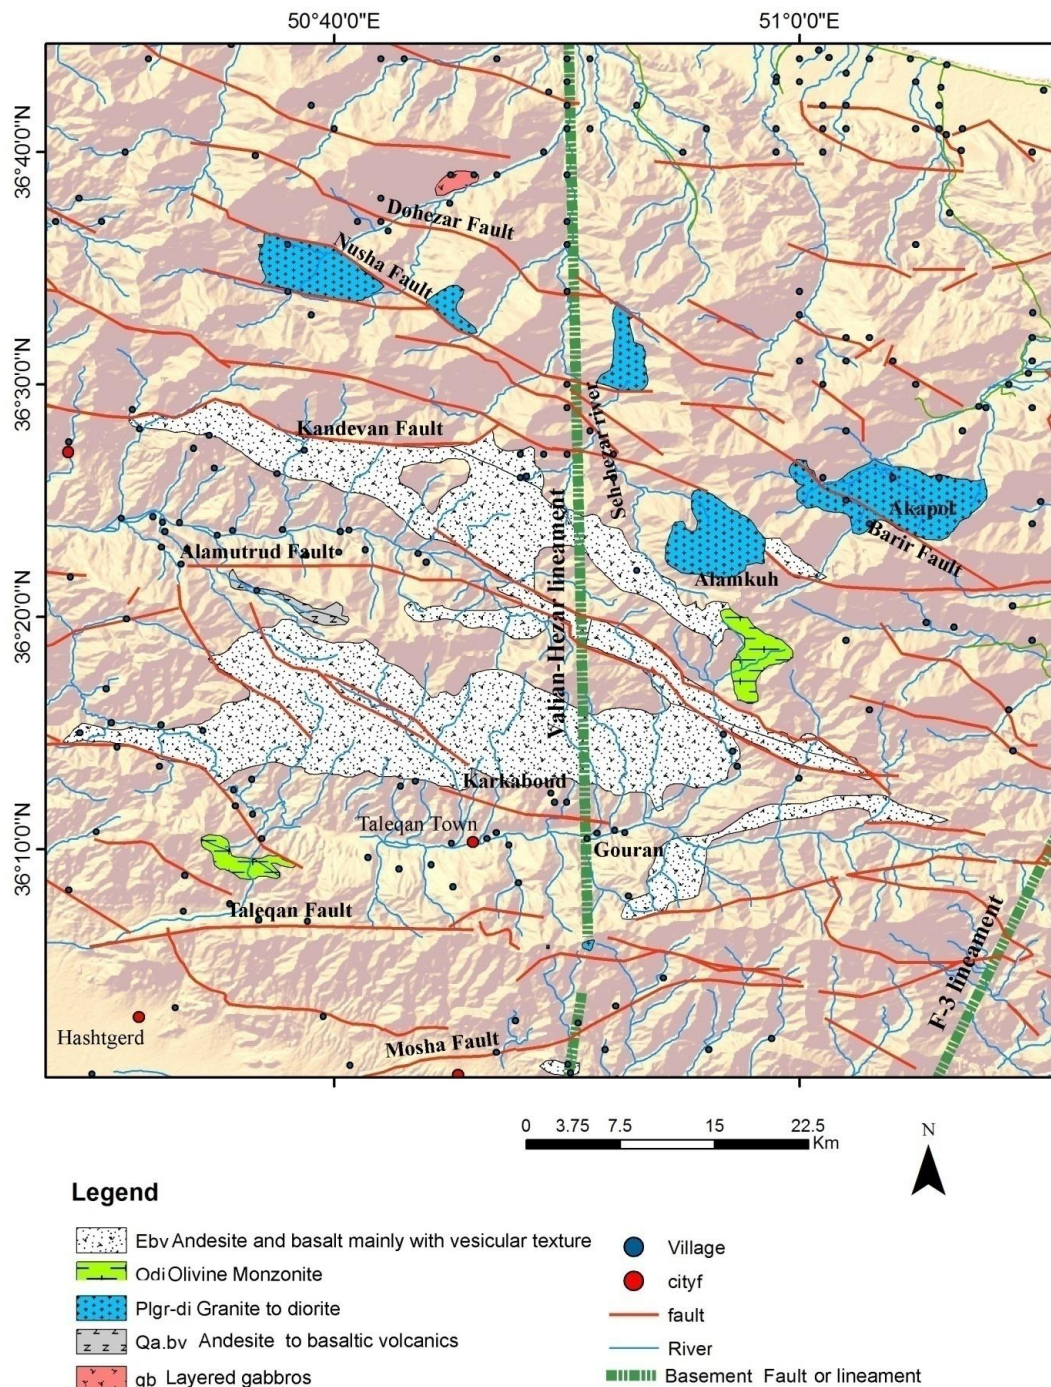 50°40'0"E
51°0'0"E
36°40'0"N
36°30'0"N
36°20'0"N
36°10'0"N
Dohezar Fault
Nusha Fault
Seh-hezar river
Kandevan Fault
Akapol
Barir Fault
Alamutrud Fault
Alamkuh
Valian-Hezar lineament
Karkaboud
Taleqan Town
Gouran
Taleqan Fault
F-3 lineament
Hashtgerd
Mosha Fault
0 3.75 7.5 15 22.5
Km
N
Legend
Ebv Andesite and basalt mainly with vesicular texture
Odi Olivine Monzonite
Plgr-di Granite to diorite
Qa.bv Andesite to basaltic volcanics
gb Layered gabbros
Village
cityf
fault
River
Basement Fault or lineament